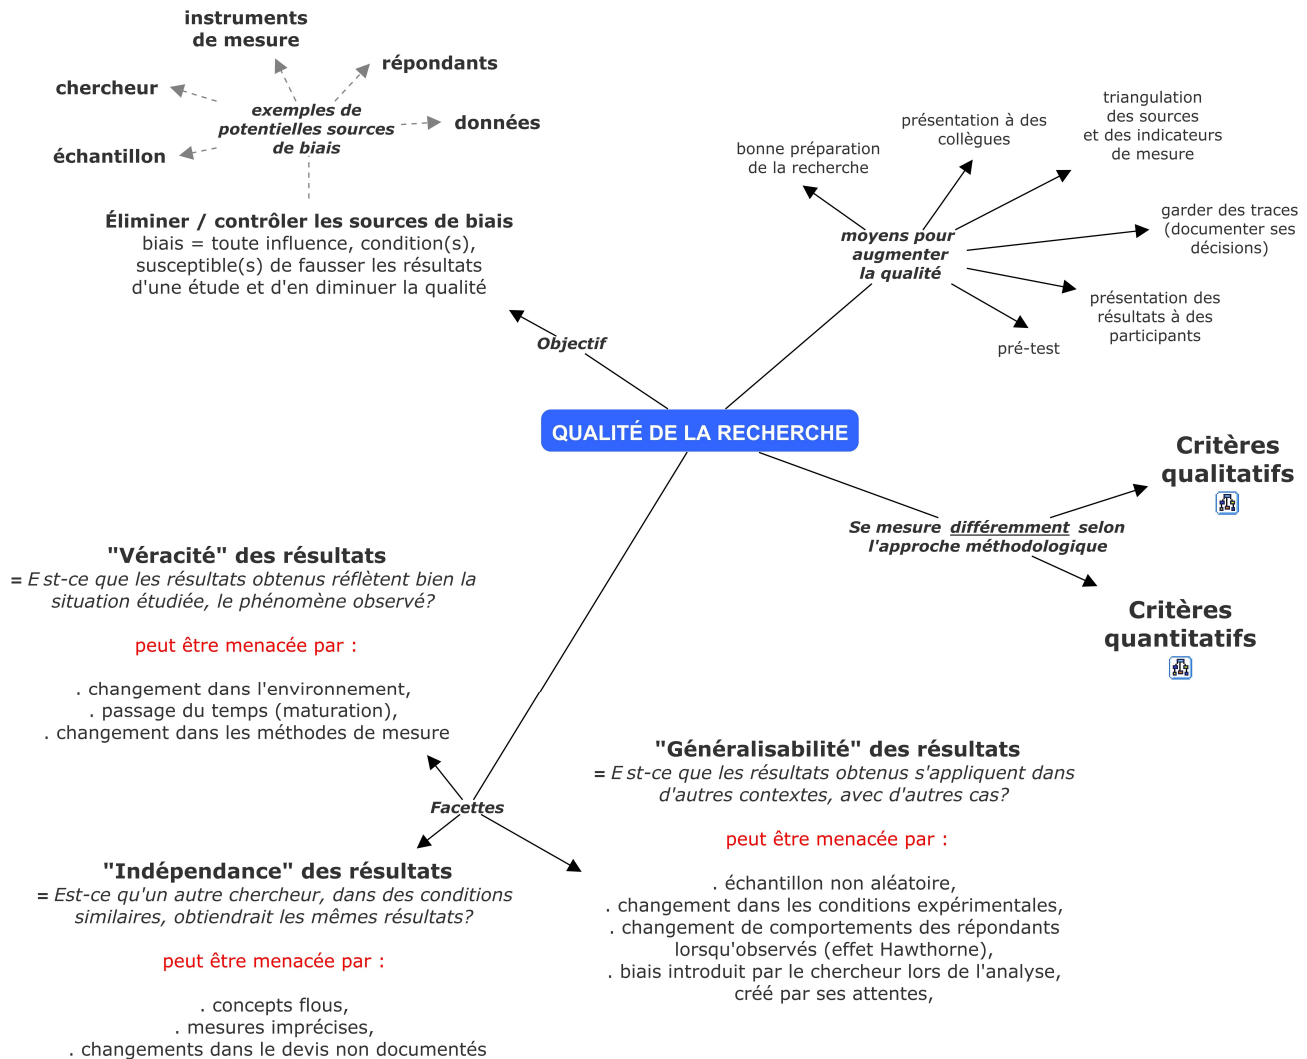 instruments
de mesure
répondants
chercheur
exemples de
potentielles sources
de biais
données
échantillon
Éliminer / contrôler les sources de biais
biais = toute influence, condition(s),
susceptible(s) de fausser les résultats
d'une étude et d'en diminuer la qualité
Objectif
triangulation
des sources
et des indicateurs
de mesure
présentation à des
collègues
bonne préparation
de la recherche
garder des traces
(documenter ses
décisions)
moyens pour
augmenter
la qualité
présentation des
résultats à des
participants
pré-test
QUALITÉ DE LA RECHERCHE
Critères
qualitatifs
Se mesure différemment selon
l'approche méthodologique
Critères
quantitatifs
"Véracité" des résultats
= Est-ce que les résultats obtenus réflètent bien la
situation étudiée, le phénomène observé?
peut être menacée par :
. changement dans l'environnement,
. passage du temps (maturation),
. changement dans les méthodes de mesure
Facettes
"Généralisabilité" des résultats
= Est-ce que les résultats obtenus s'appliquent dans
d'autres contextes, avec d'autres cas?
peut être menacée par :
. échantillon non aléatoire,
. changement dans les conditions expérimentales,
. changement de comportements des répondants
lorsqu'observés (effet Hawthorne),
. biais introduit par le chercheur lors de l'analyse,
créé par ses attentes,
"Indépendance" des résultats
= Est-ce qu'un autre chercheur, dans des conditions
similaires, obtiendrait les mêmes résultats?
peut être menacée par :
. concepts flous,
. mesures imprécises,
. changements dans le devis non documentés